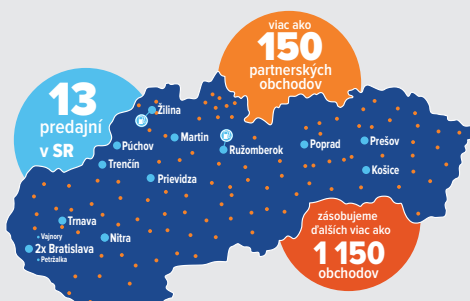 viac ako
150
partnerských
obchodov
13
predajní
v SR
Žilina
Martin
Púchov
Ružomberok
Poprad
Prešov
Trenčín
Prievidza
Košice
Trnava
Vajnory
Nitra
2x Bratislava
Petržalka
zásobujeme
ďalších viac ako
1 150
obchodov